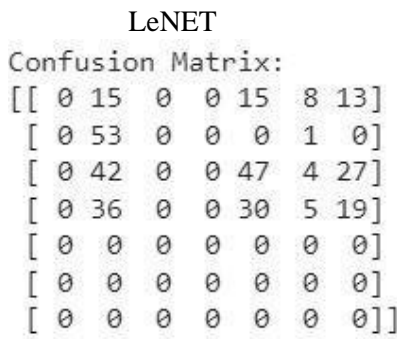 LeNET
Confusion Matrix:
[[ 0 15  0  0 15  8 13]
 [ 0 53  0  0  0  1  0]
 [ 0 42  0  0 47  4 27]
 [ 0 36  0  0 30  5 19]
 [ 0  0  0  0  0  0  0]
 [ 0  0  0  0  0  0  0]
 [ 0  0  0  0  0  0  0]]